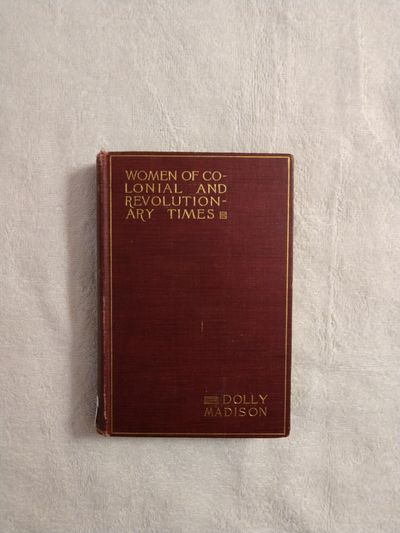 WOMEN OF CO-
LONIAL AND
REVOLUTION-
ARY TIMES
DOLLY
MADISON